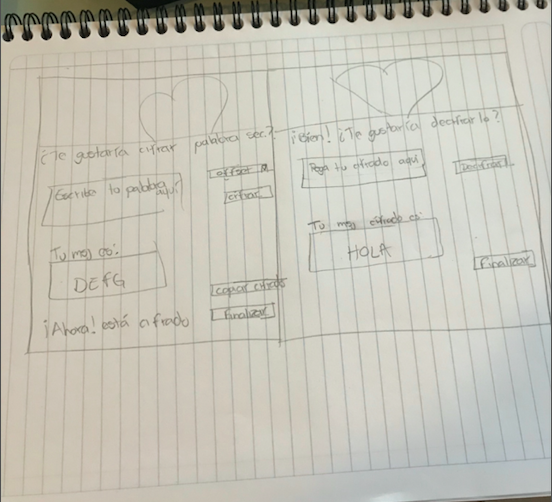 ¿Te gustaría cifrar palabra sec.?
Escribe tu palabra aquí
offset
cifrar
Tu msj es:
DEFG
copiar cifrado
Finalizar
¡Ahora! está cifrado
¡Bien! ¿Te gustaría decifrarlo?
Pega tu cifrado aquí
Decifrar
Tu msj cifrado es:
HOLA
Finalizar